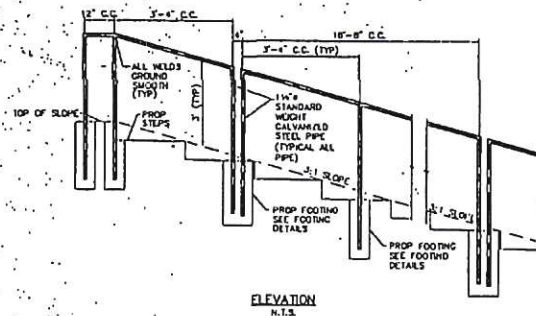 12" C.C.
3'-4" C.C.
4"
16'-8" C.C.
3'-4" C.C. (TYP)
ALL WELDS
GROUND
SMOOTH
(TYP)
TOP OF SLOPE
PROP
STEPS
3' (TYP)
STANDARD
WEIGHT
GALVANIZED
STEEL PIPE
(TYPICAL ALL
PIPE)
3:1 SLOPE
3:1 SLOPE
PROP FOOTING
SEE FOOTING
DETAILS
PROP FOOTING
SEE FOOTING
DETAILS
ELEVATION
N.T.S.